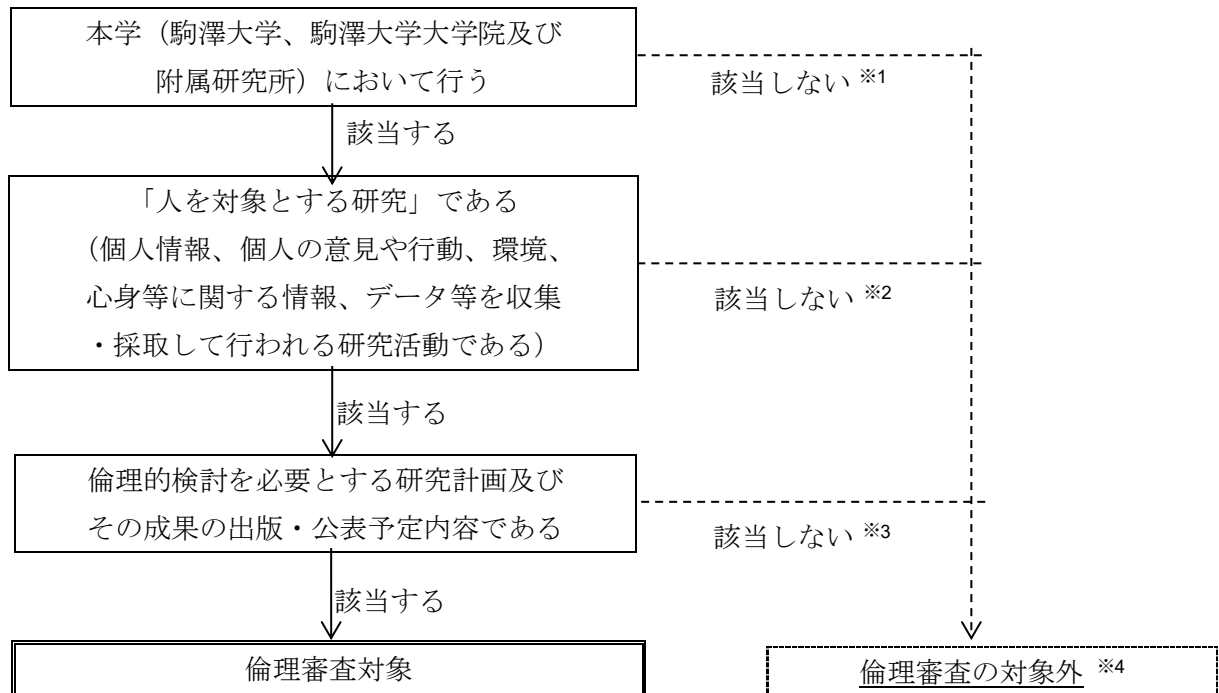 本学（駒澤大学、駒澤大学大学院及び
附属研究所）において行う
該当しない ※1
該当する
「人を対象とする研究」である
（個人情報、個人の意見や行動、環境、
心身等に関する情報、データ等を収集
・採取して行われる研究活動である）
該当しない ※2
該当する
倫理的検討を必要とする研究計画及び
その成果の出版・公表予定内容である
該当しない ※3
該当する
倫理審査対象
倫理審査の対象外 ※4